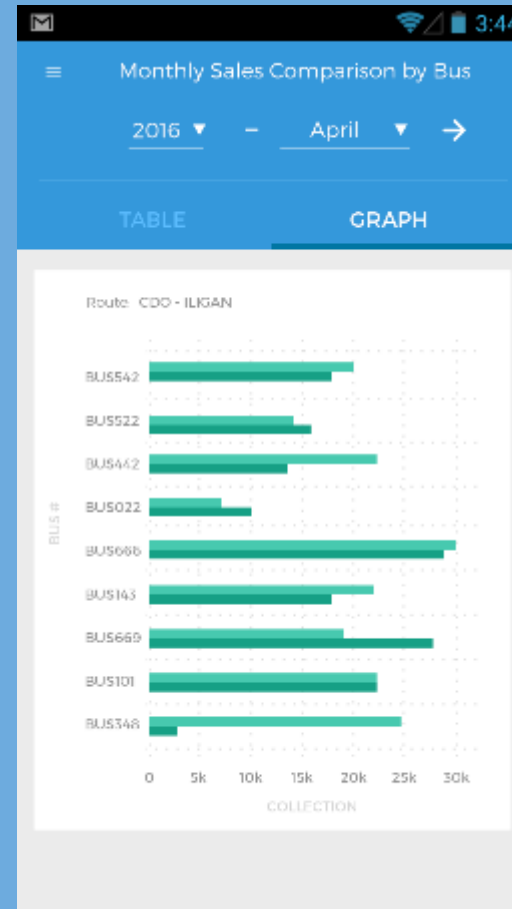 3:44
Monthly Sales Comparison by Bus
2016 – April
TABLE GRAPH
Route: CDO - ILIGAN
BUS542
BUS522
BUS442
BUS022
BUS666
BUS143
BUS669
BUS101
BUS348
BUS #
0 5k 10k 15k 20k 25k 30k
COLLECTION